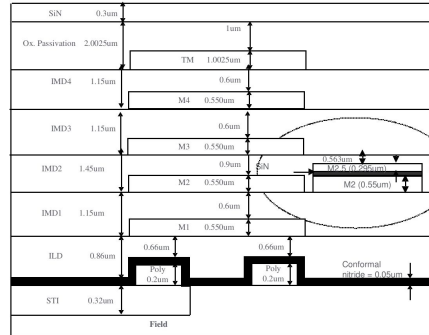 SiN 0.3um
1um
Ox. Passivation 2.0025um
TM 1.0025um
IMD4 1.15um
0.6um
M4 0.550um
IMD3 1.15um
0.6um
M3 0.550um
0.563um
IMD2 1.45um
0.9um
SiN
M2.5 (0.295um)
M2 0.550um
M2 (0.55um)
IMD1 1.15um
0.6um
M1 0.550um
ILD 0.86um
0.66um
0.66um
Poly
0.2um
Poly
0.2um
Conformal
nitride = 0.05um
STI 0.32um
Field